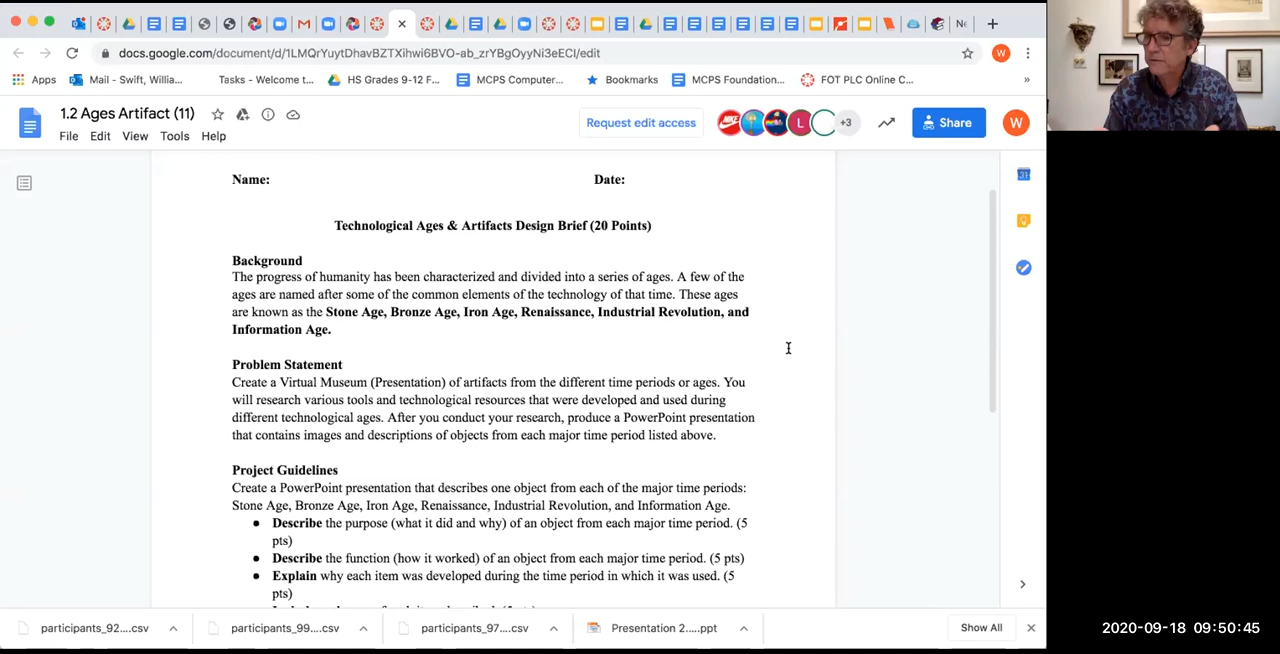 Ne
docs.google.com/document/d/1LMQrYuytDhavBZTXihwi6BVO-ab_zrYBgOyyNi3eECI/edit
W
Apps
Mail - Swift, Willia...
Tasks - Welcome t...
HS Grades 9-12 F...
MCPS Computer...
Bookmarks
MCPS Foundation...
FOT PLC Online C...
»
1.2 Ages Artifact (11)
File Edit View Tools Help
Request edit access
L
+3
Share
W
Name: Date:
Technological Ages & Artifacts Design Brief (20 Points)
Background
The progress of humanity has been characterized and divided into a series of ages. A few of the
ages are named after some of the common elements of the technology of that time. These ages
are known as the Stone Age, Bronze Age, Iron Age, Renaissance, Industrial Revolution, and
Information Age.
Problem Statement
Create a Virtual Museum (Presentation) of artifacts from the different time periods or ages. You
will research various tools and technological resources that were developed and used during
different technological ages. After you conduct your research, produce a PowerPoint presentation
that contains images and descriptions of objects from each major time period listed above.
Project Guidelines
Create a PowerPoint presentation that describes one object from each of the major time periods:
Stone Age, Bronze Age, Iron Age, Renaissance, Industrial Revolution, and Information Age.
● Describe the purpose (what it did and why) of an object from each major time period. (5
pts)
● Describe the function (how it worked) of an object from each major time period. (5 pts)
● Explain why each item was developed during the time period in which it was used. (5
pts)
participants_92....csv
participants_99....csv
participants_97....csv
Presentation 2.....ppt
Show All
2020-09-18 09:50:45